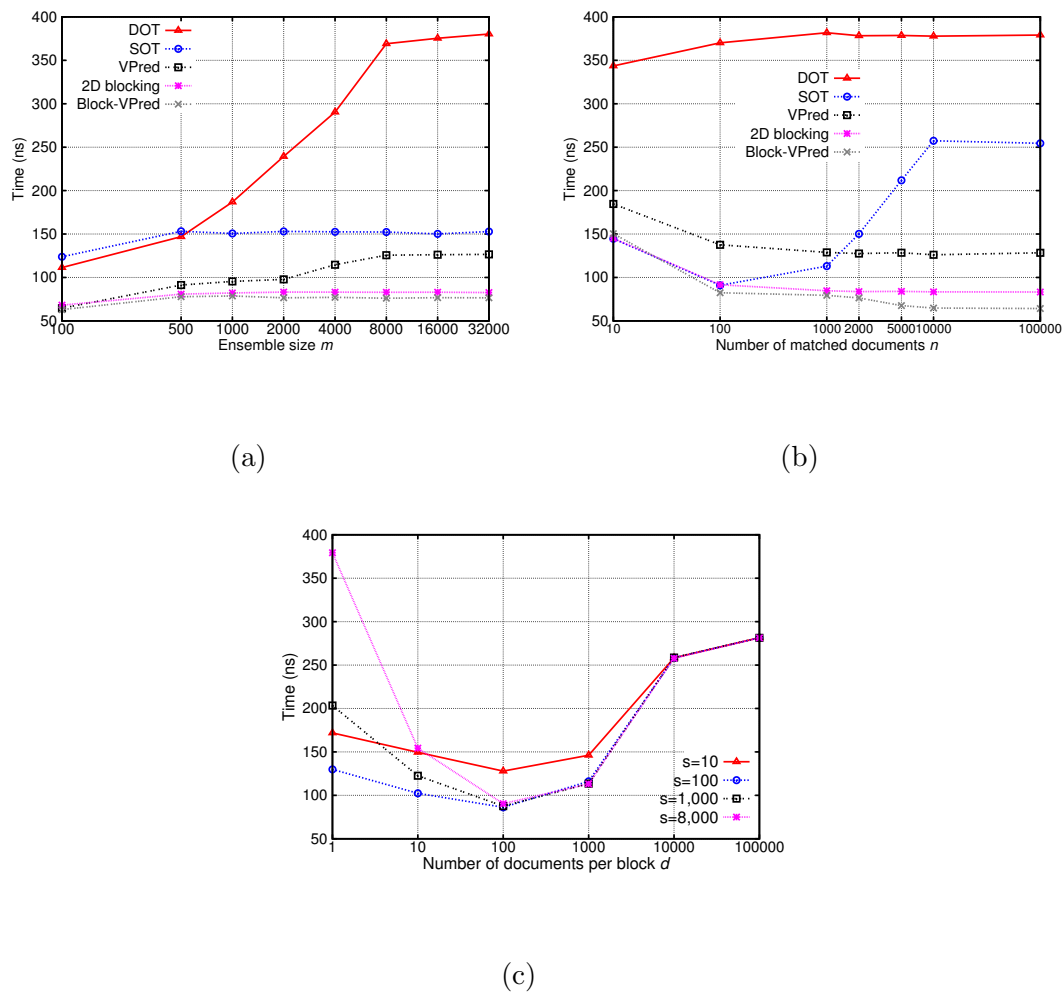 400
350
300
250
200
150
100
50
Time (ns)
DOT
SOT
VPred
2D blocking
Block-VPred
100 500 1000 2000 4000 8000 16000 32000
Ensemble size m
400
350
300
250
200
150
100
50
Time (ns)
DOT
SOT
VPred
2D blocking
Block-VPred
10 100 1000 2000 5000 10000 100000
Number of matched documents n
(a) (b)
400
350
300
250
200
150
100
50
Time (ns)
s=10
s=100
s=1,000
s=8,000
1 10 100 1000 10000 100000
Number of documents per block d
(c)